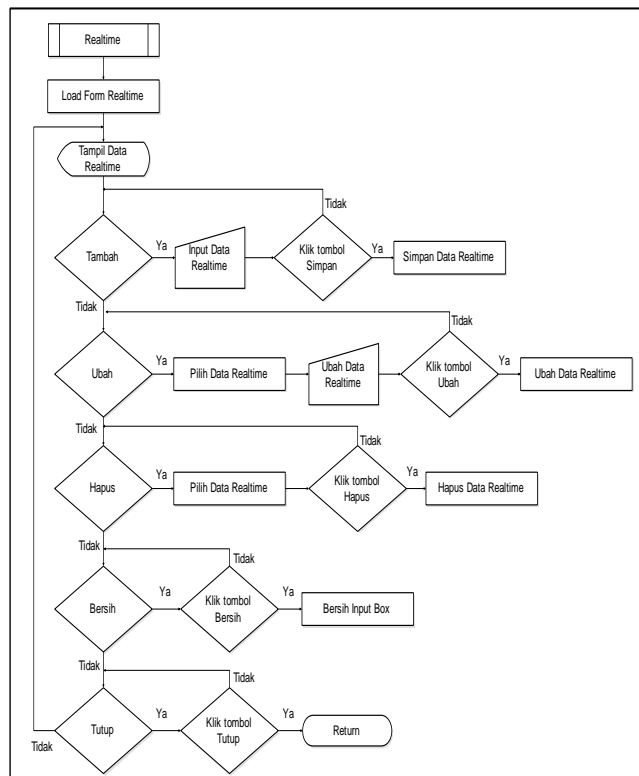 Realtime
Load Form Realtime
Tampil Data
Realtime
Tidak
Tambah
Ya
Input Data
Realtime
Klik tombol
Simpan
Ya
Simpan Data Realtime
Tidak
Tidak
Ubah
Ya
Pilih Data Realtime
Ubah Data
Realtime
Klik tombol
Ubah
Ya
Ubah Data Realtime
Tidak
Tidak
Hapus
Ya
Pilih Data Realtime
Klik tombol
Hapus
Ya
Hapus Data Realtime
Tidak
Tidak
Bersih
Ya
Klik tombol
Bersih
Ya
Bersih Input Box
Tidak
Tidak
Tutup
Ya
Klik tombol
Tutup
Ya
Return
Tidak